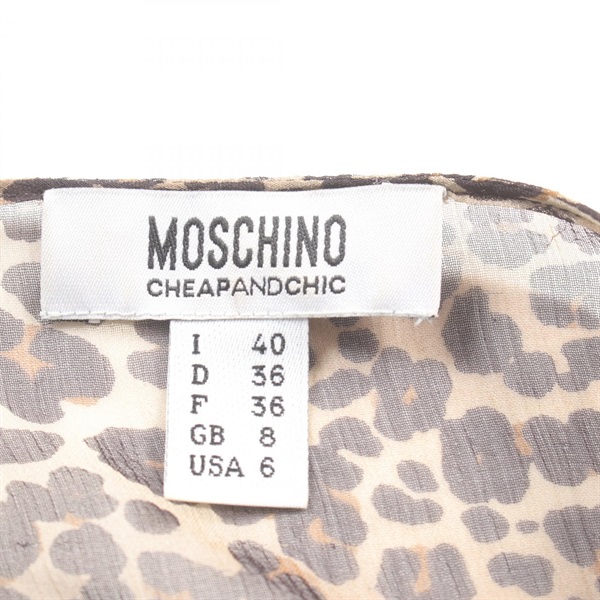 MOSCHINO
CHEAPANDCHIC
I 40
D 36
F 36
GB 8
USA 6